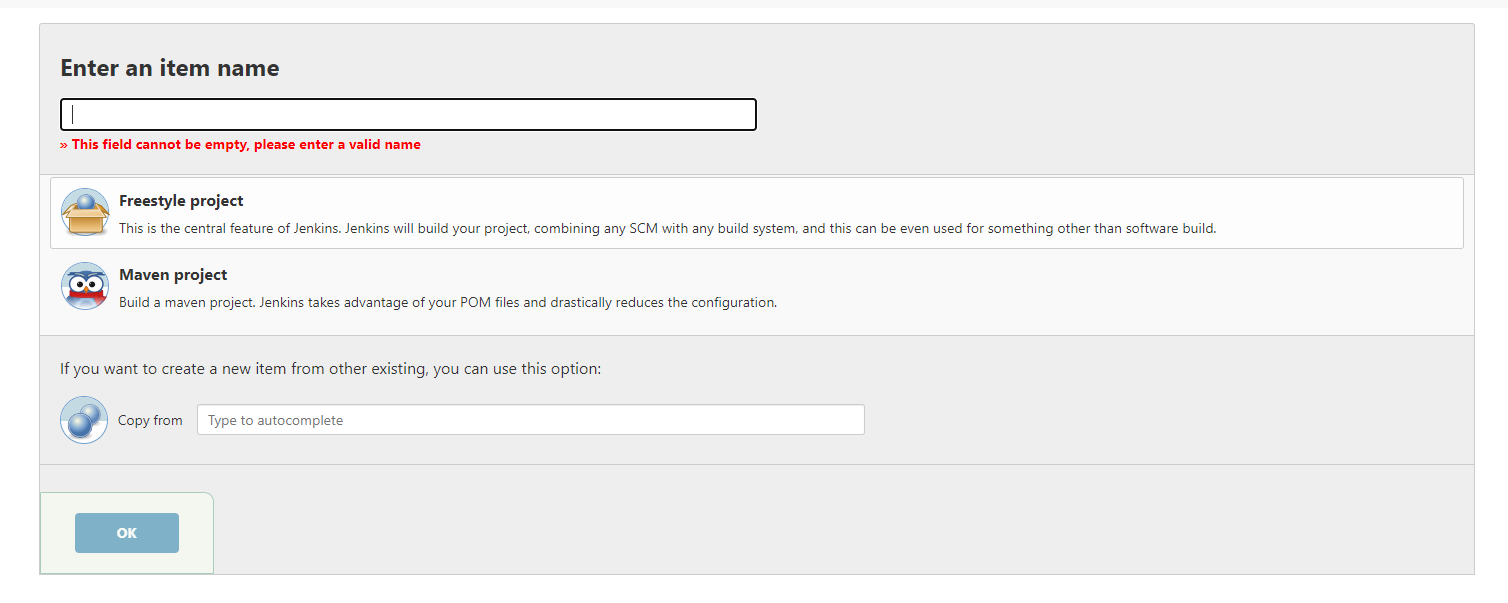 Enter an item name
» This field cannot be empty, please enter a valid name
Freestyle project
This is the central feature of Jenkins. Jenkins will build your project, combining any SCM with any build system, and this can be even used for something other than software build.
Maven project
Build a maven project. Jenkins takes advantage of your POM files and drastically reduces the configuration.
If you want to create a new item from other existing, you can use this option:
Copy from Type to autocomplete
OK